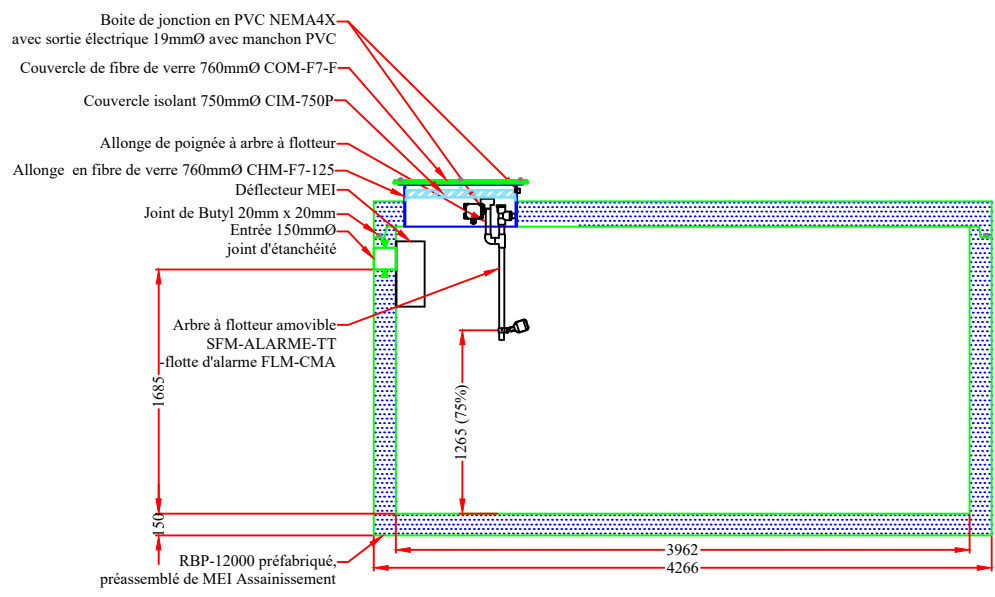 Boite de jonction en PVC NEMA4X
avec sortie électrique 19mmØ avec manchon PVC
Couvercle de fibre de verre 760mmØ COM-F7-F
Couvercle isolant 750mmØ CIM-750P
Allonge de poignée à arbre à flotteur
Allonge en fibre de verre 760mmØ CHM-F7-125
Déflecteur MEI
Joint de Butyl 20mm x 20mm
Entrée 150mmØ
joint d'étanchéité
Arbre à flotteur amovible
SFM-ALARME-TT
-flotte d'alarme FLM-CMA
1685
1265 (75%)
150
RBP-12000 préfabriqué,
préassemblé de MEI Assainissement
3962
4266